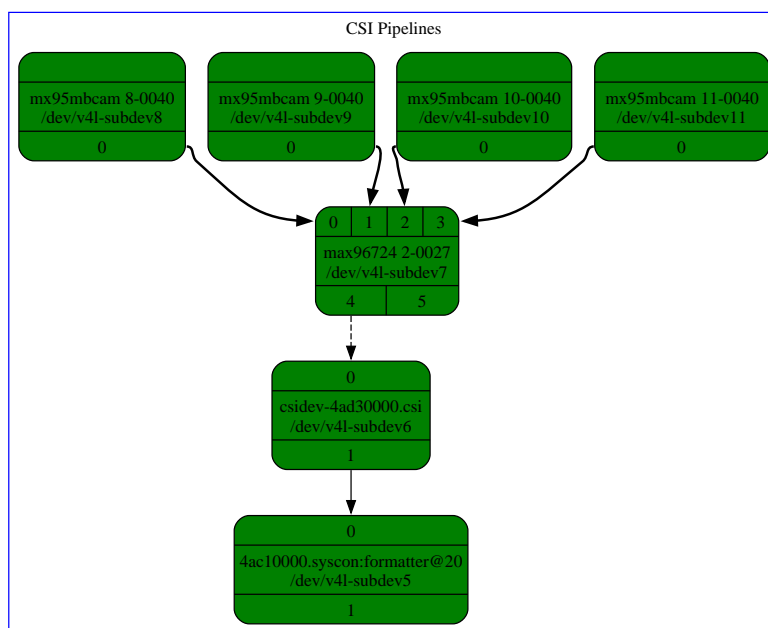 CSI Pipelines
mx95mbcam 8-0040
/dev/v4l-subdev8
0
mx95mbcam 9-0040
/dev/v4l-subdev9
0
mx95mbcam 10-0040
/dev/v4l-subdev10
0
mx95mbcam 11-0040
/dev/v4l-subdev11
0
0 1 2 3
max96724 2-0027
/dev/v4l-subdev7
4 5
0
csidev-4ad30000.csi
/dev/v4l-subdev6
1
0
4ac10000.syscon:formatter@20
/dev/v4l-subdev5
1